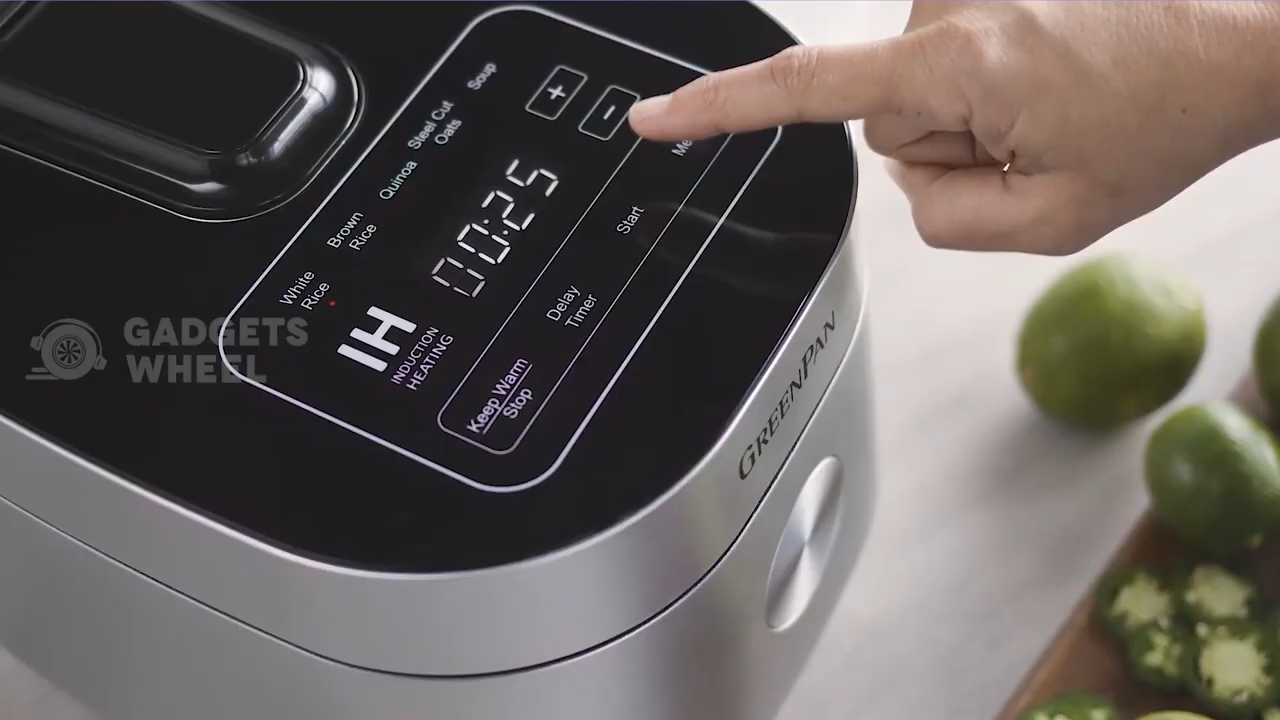 Soup
Steel Cut
Oats
Quinoa
Brown
Rice
White
Rice
+
-
00:25
IH
INDUCTION
HEATING
Start
Delay
Timer
Keep Warm
Stop
GREENPAN
GADGETS
WHEEL